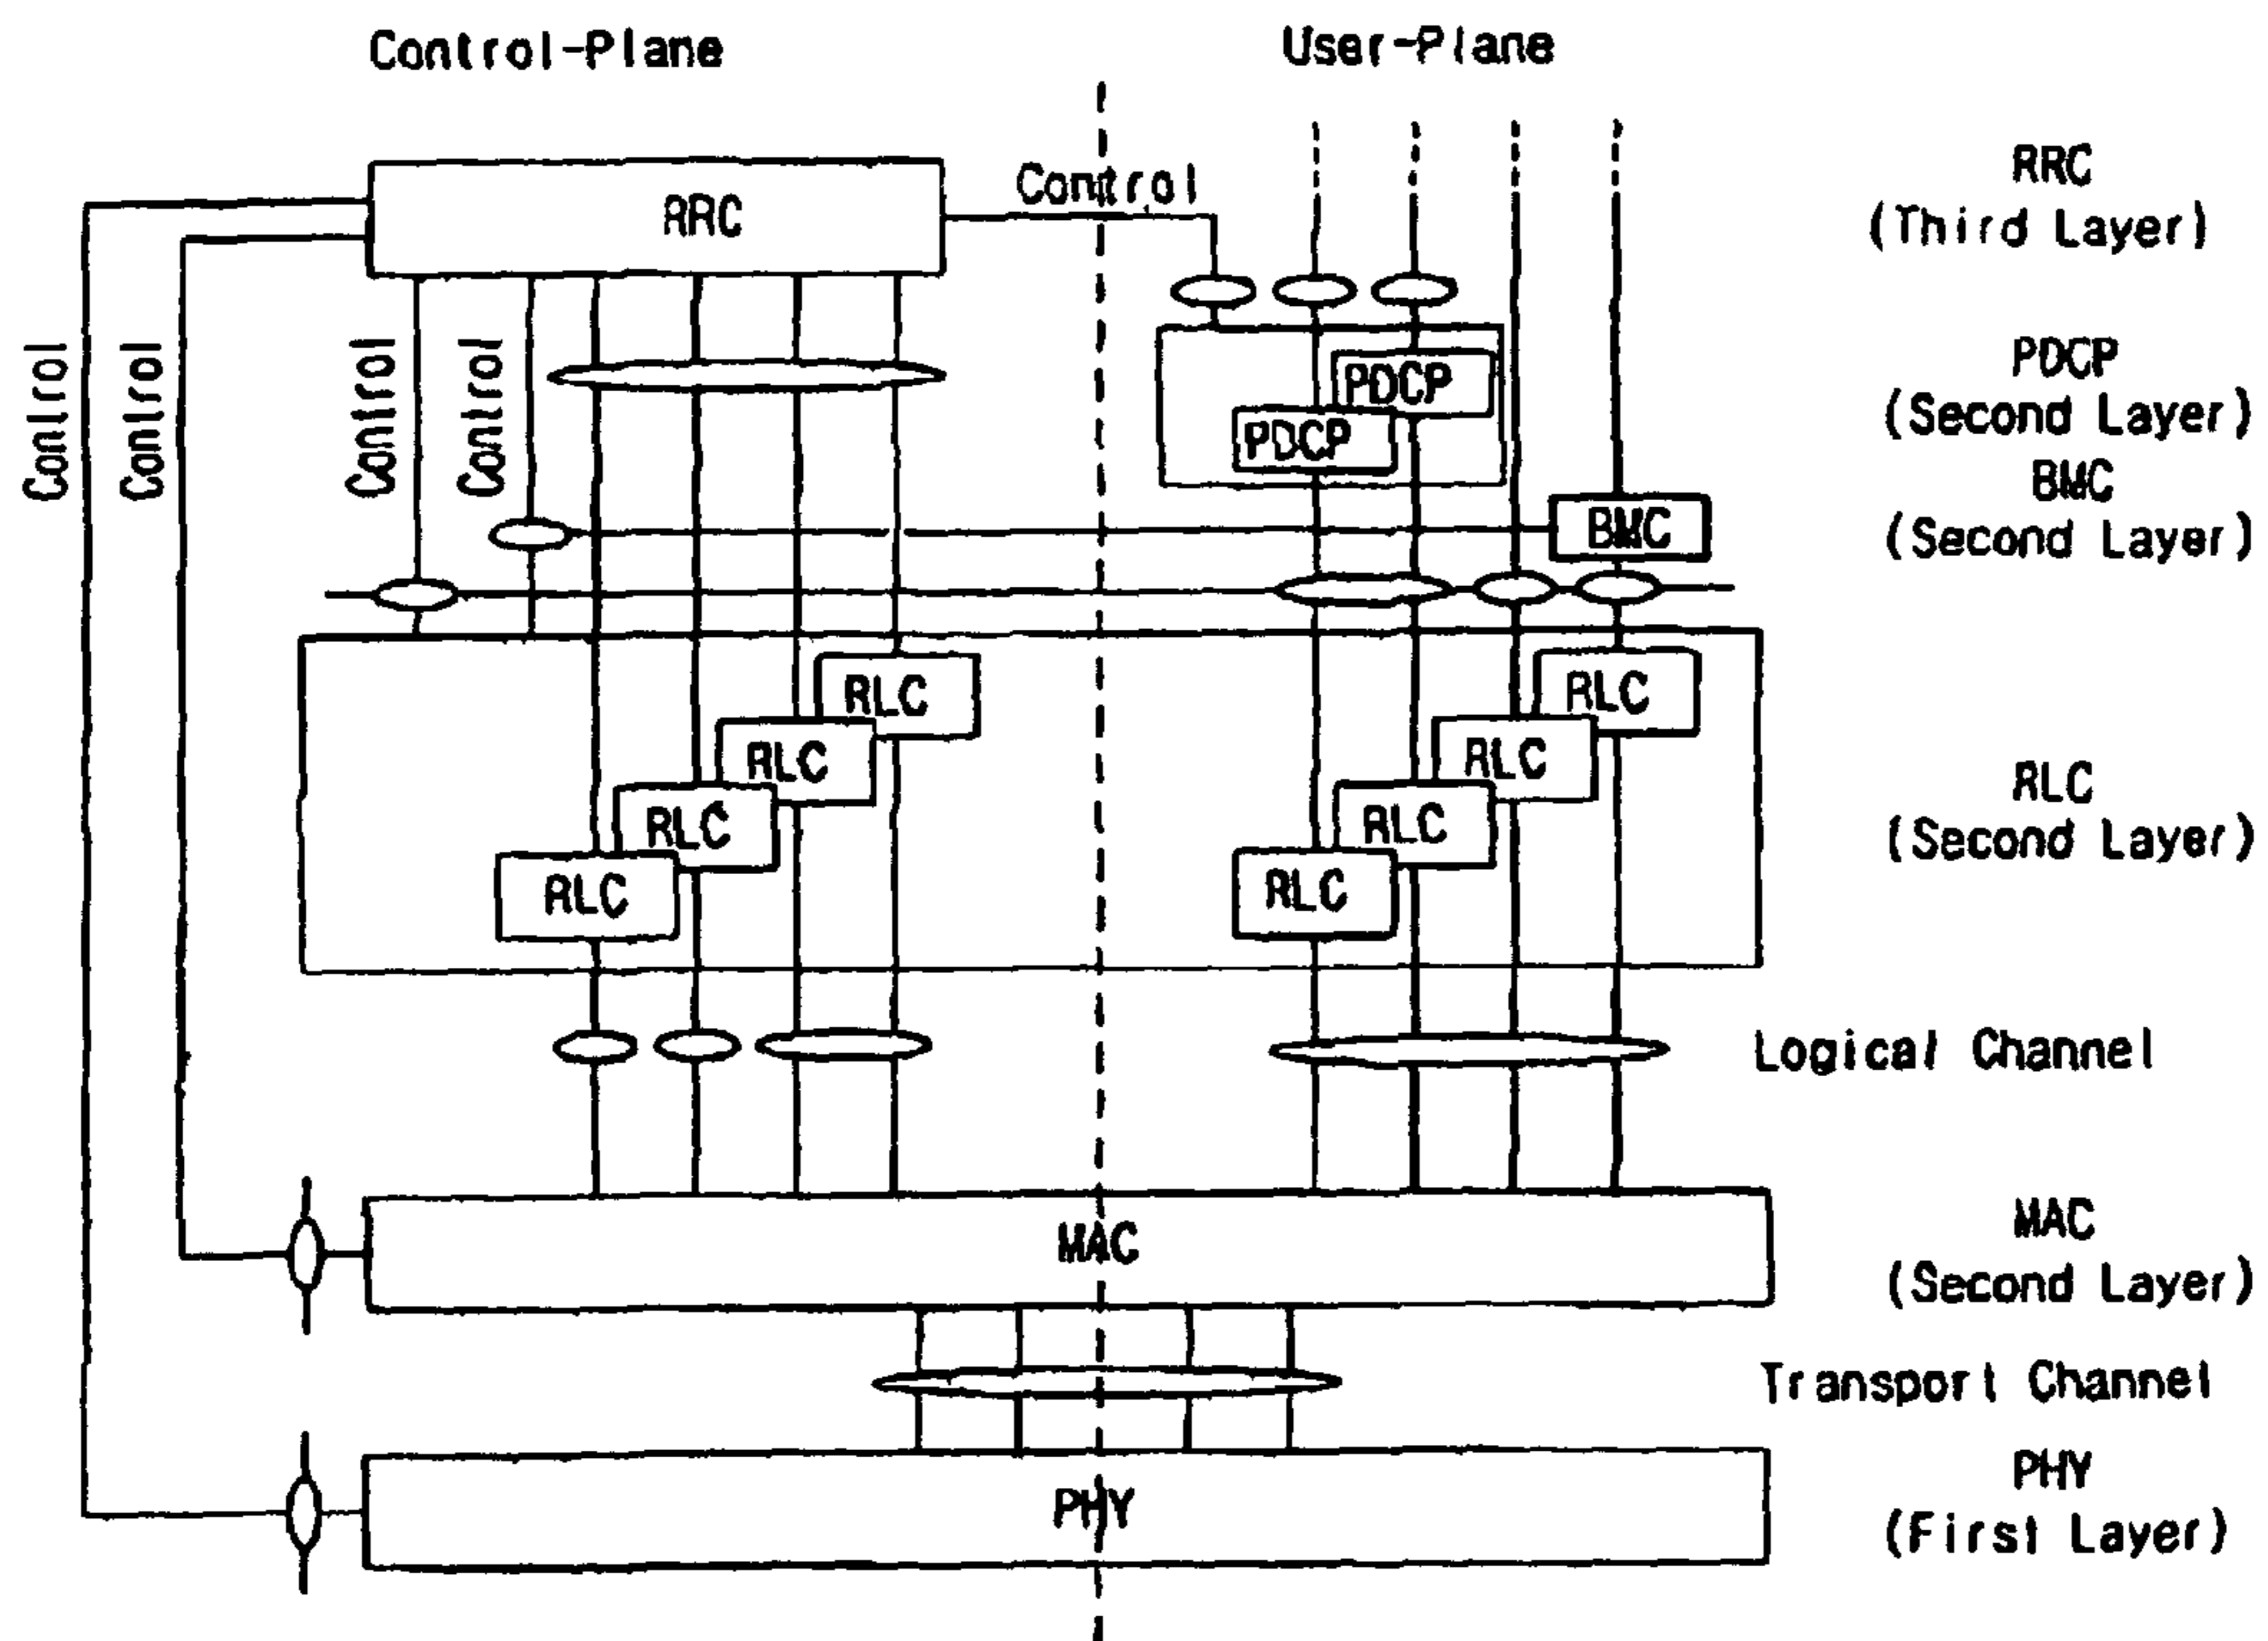 Control-Plane
User-Plane
RRC
Control
RRC
(Third Layer)
Control
Control
Control
Control
PDCP
PDCP
PDCP
(Second Layer)
BMC
BMC
(Second Layer)
RLC
RLC
RLC
RLC
RLC
RLC
RLC
RLC
RLC
(Second Layer)
Logical Channel
MAC
MAC
(Second Layer)
Transport Channel
PHY
PHY
(First Layer)